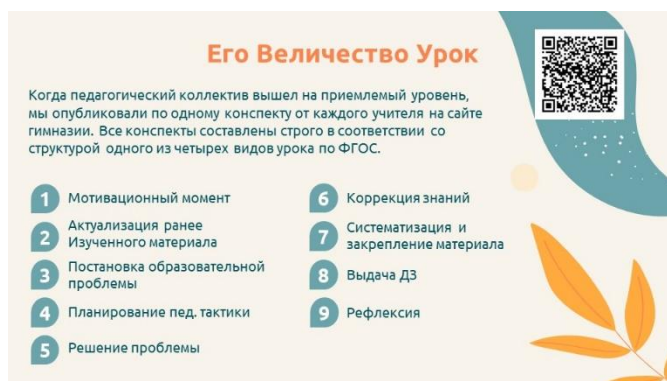 Его Величество Урок
Когда педагогический коллектив вышел на приемлемый уровень,
мы опубликовали по одному конспекту от каждого учителя на сайте
гимназии. Все конспекты составлены строго в соответствии со
структурой одного из четырех видов урока по ФГОС.
1 Мотивационный момент
2 Актуализация ранее
Изученного материала
3 Постановка образовательной
проблемы
4 Планирование пед. тактики
5 Решение проблемы
6 Коррекция знаний
7 Систематизация и
закрепление материала
8 Выдача ДЗ
9 Рефлексия